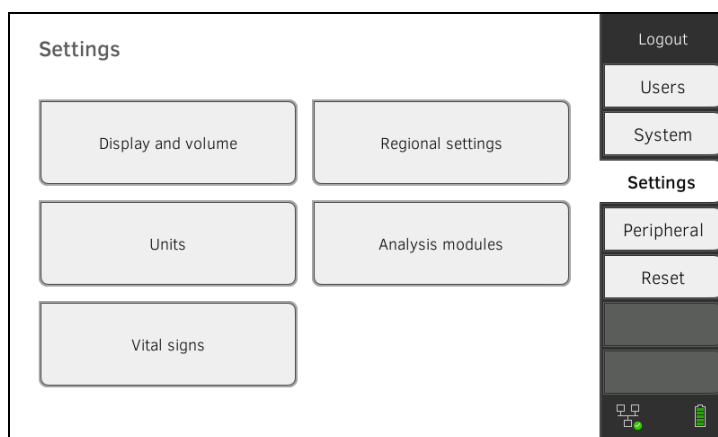 Settings
Display and volume
Regional settings
Units
Analysis modules
Vital signs
Logout
Users
System
Settings
Peripheral
Reset